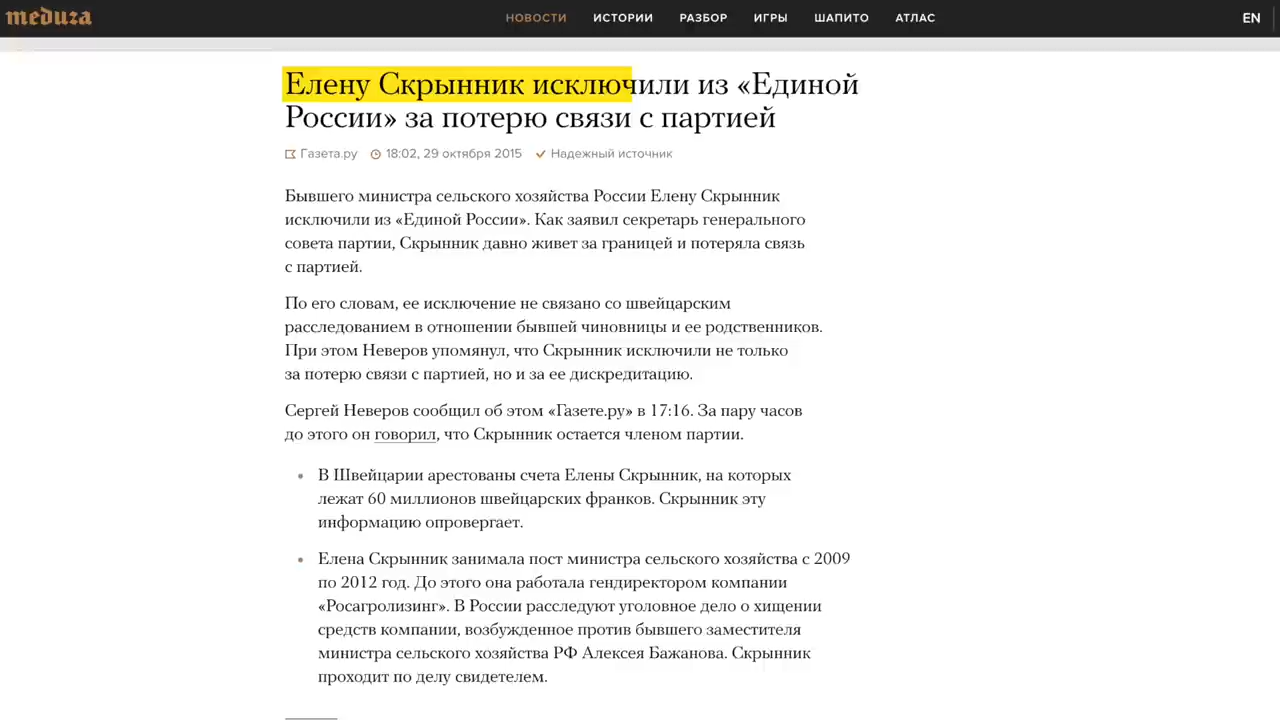 meduza
НОВОСТИ ИСТОРИИ РАЗБОР ИГРЫ ШАПИТО АТЛАС EN
Елену Скрынник исключили из «Единой
России» за потерю связи с партией
Газета.ру 18:02, 29 октября 2015 Надежный источник
Бывшего министра сельского хозяйства России Елену Скрынник
исключили из «Единой России». Как заявил секретарь генерального
совета партии, Скрынник давно живет за границей и потеряла связь
с партией.
По его словам, ее исключение не связано со швейцарским
расследованием в отношении бывшей чиновницы и ее родственников.
При этом Неверов упомянул, что Скрынник исключили не только
за потерю связи с партией, но и за ее дискредитацию.
Сергей Неверов сообщил об этом «Газете.ру» в 17:16. За пару часов
до этого он говорил, что Скрынник остается членом партии.
В Швейцарии арестованы счета Елены Скрынник, на которых
лежат 60 миллионов швейцарских франков. Скрынник эту
информацию опровергает.
Елена Скрынник занимала пост министра сельского хозяйства с 2009
по 2012 год. До этого она работала гендиректором компании
«Росагролизинг». В России расследуют уголовное дело о хищении
средств компании, возбужденное против бывшего заместителя
министра сельского хозяйства РФ Алексея Бажанова. Скрынник
проходит по делу свидетелем.